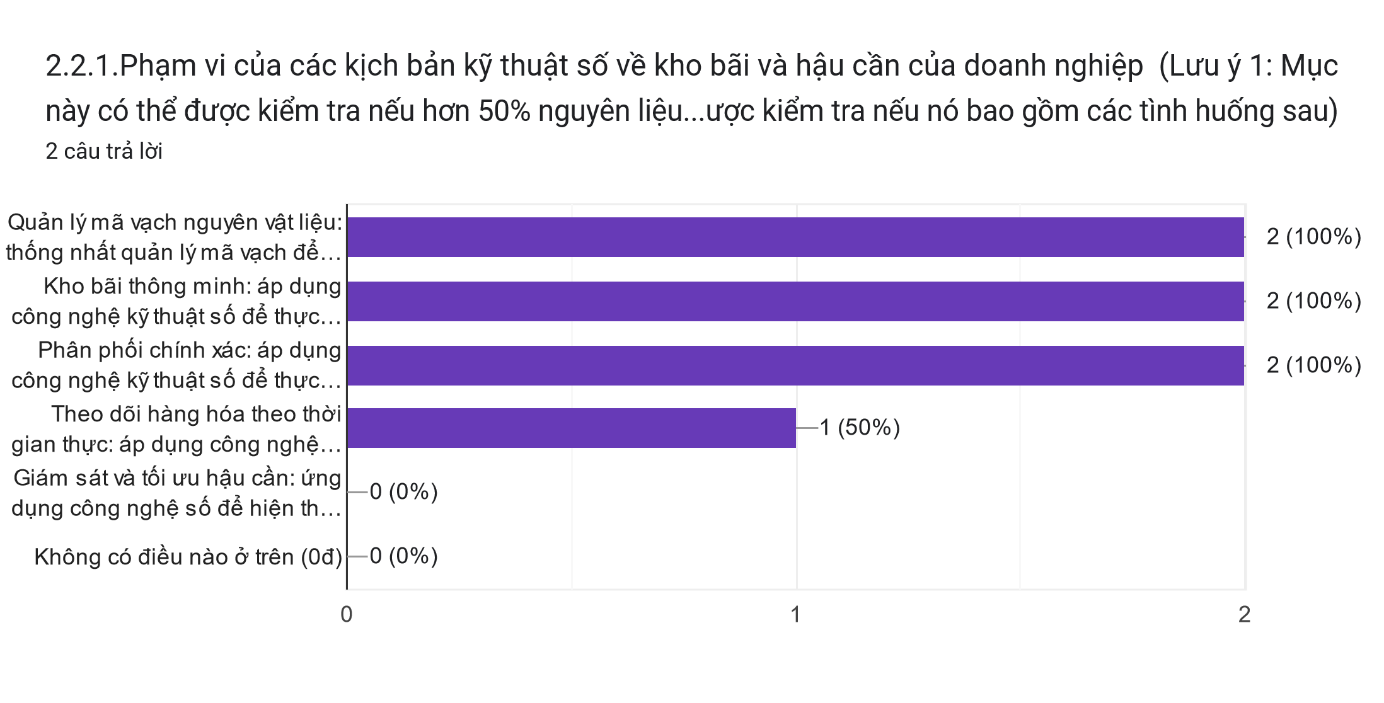 2.2.1.Phạm vi của các kịch bản kỹ thuật số về kho bãi và hậu cần của doanh nghiệp  (Lưu ý 1: Mục
này có thể được kiểm tra nếu hơn 50% nguyên liệu...ược kiểm tra nếu nó bao gồm các tình huống sau)
2 câu trả lời
Quản lý mã vạch nguyên vật liệu:
thống nhất quản lý mã vạch để…
2 (100%)
Kho bãi thông minh: áp dụng
công nghệ kỹ thuật số để thực…
2 (100%)
Phân phối chính xác: áp dụng
công nghệ kỹ thuật số để thực…
2 (100%)
Theo dõi hàng hóa theo thời
gian thực: áp dụng công nghệ…
1 (50%)
Giám sát và tối ưu hậu cần: ứng
dụng công nghệ số để hiện th…
0 (0%)
Không có điều nào ở trên (0đ)
0 (0%)
0 1 2